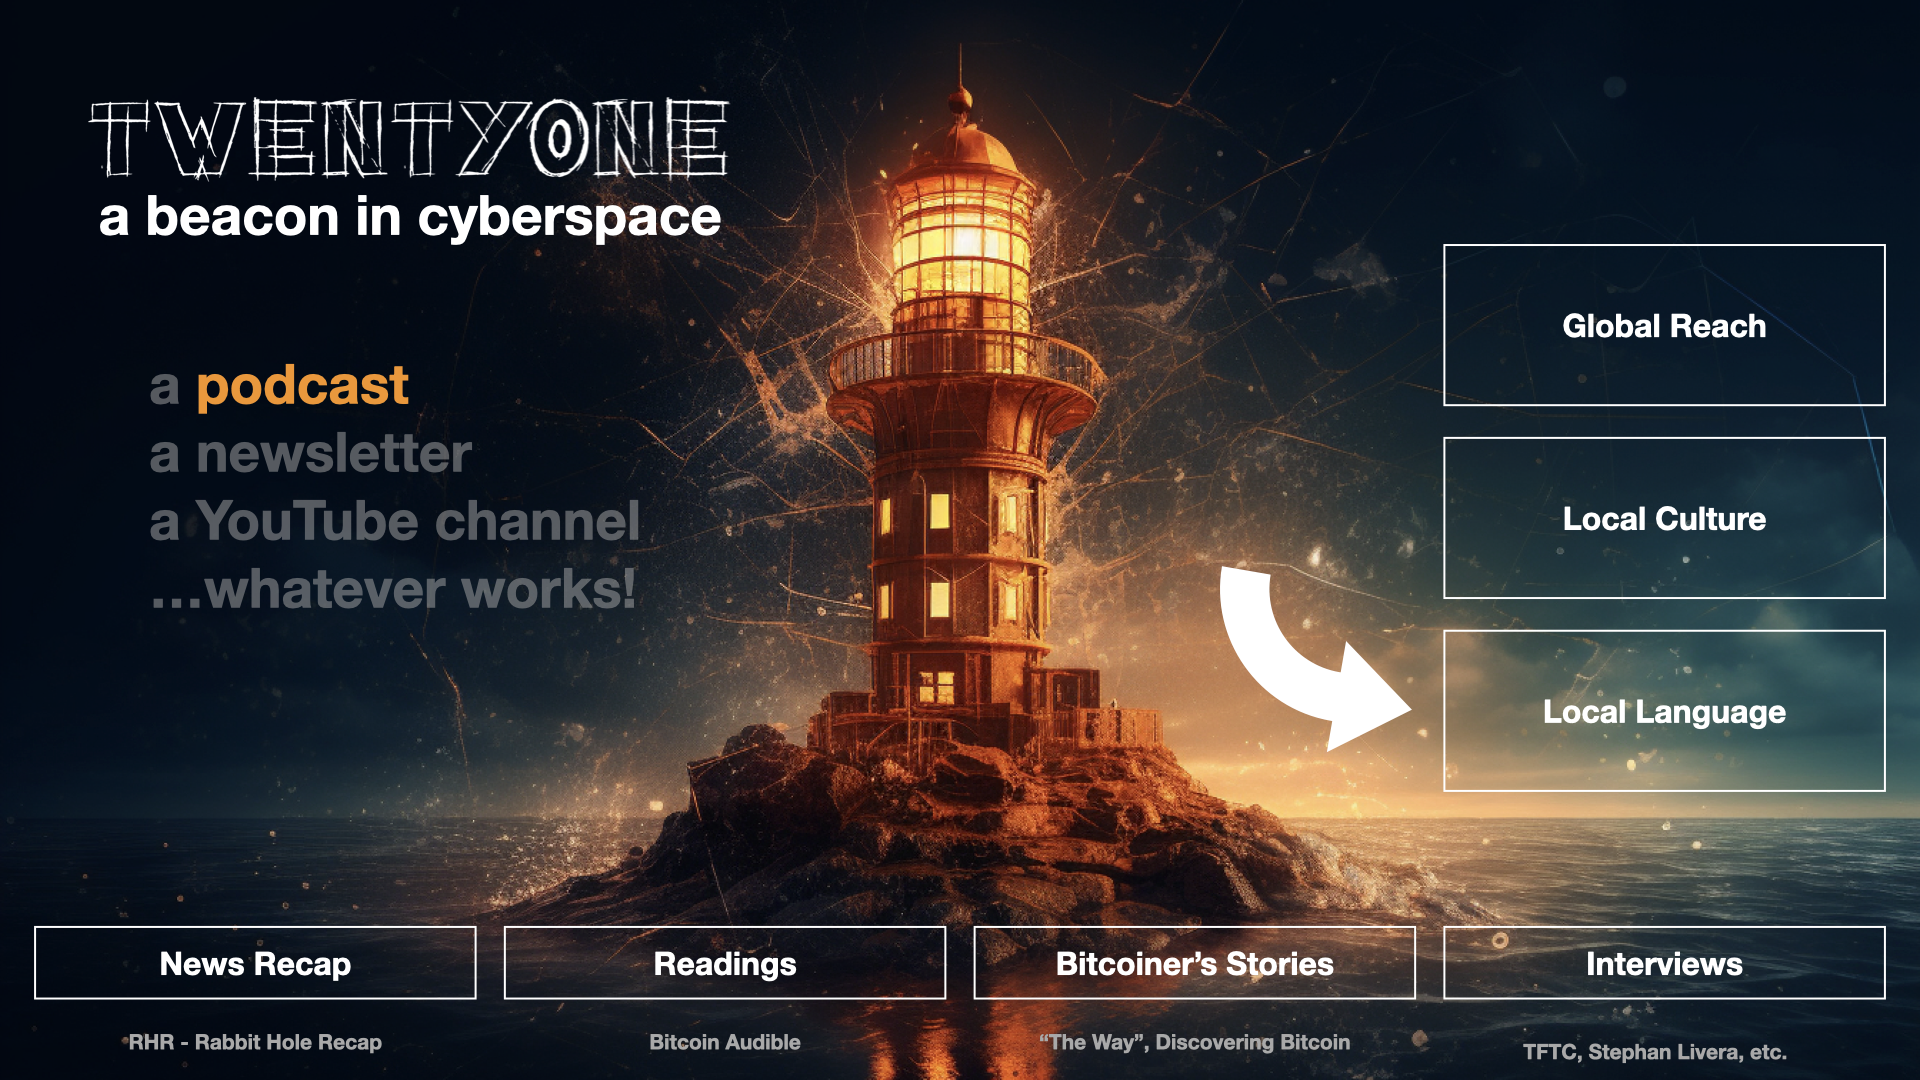 TWENTYONE
a beacon in cyberspace
a podcast
a newsletter
a YouTube channel
...whatever works!
Global Reach
Local Culture
Local Language
News Recap
Readings
Bitcoiner’s Stories
Interviews
RHR - Rabbit Hole Recap
Bitcoin Audible
“The Way”, Discovering Bitcoin
TFTC, Stephan Livera, etc.